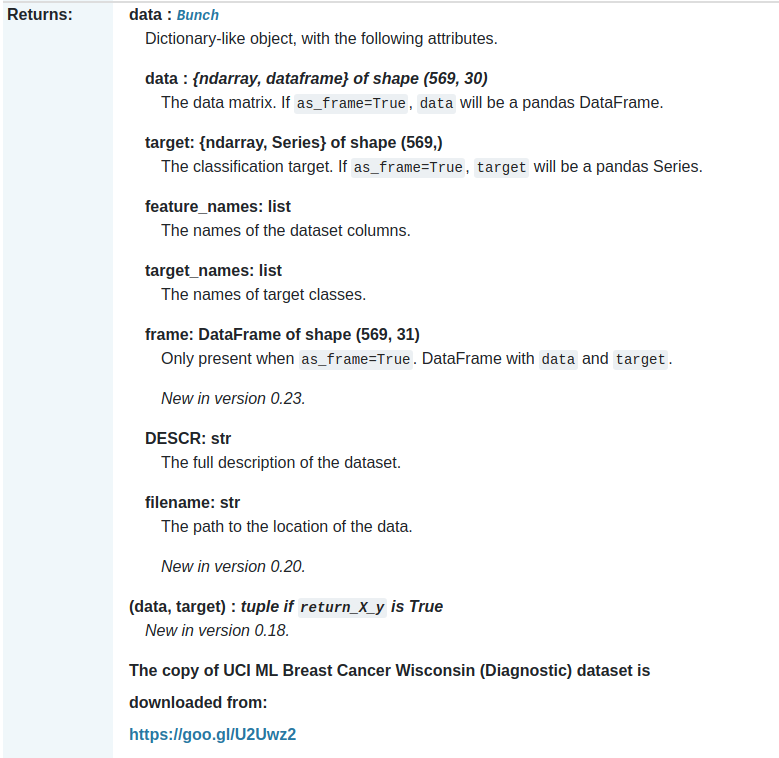 Returns: data : Bunch
Dictionary-like object, with the following attributes.
data : {ndarray, dataframe} of shape (569, 30)
The data matrix. If as_frame=True, data will be a pandas DataFrame.
target: {ndarray, Series} of shape (569,)
The classification target. If as_frame=True, target will be a pandas Series.
feature_names: list
The names of the dataset columns.
target_names: list
The names of target classes.
frame: DataFrame of shape (569, 31)
Only present when as_frame=True. DataFrame with data and target.
New in version 0.23.
DESCR: str
The full description of the dataset.
filename: str
The path to the location of the data.
New in version 0.20.
(data, target) : tuple if return_X_y is True
New in version 0.18.
The copy of UCI ML Breast Cancer Wisconsin (Diagnostic) dataset is
downloaded from:
https://goo.gl/U2Uwz2